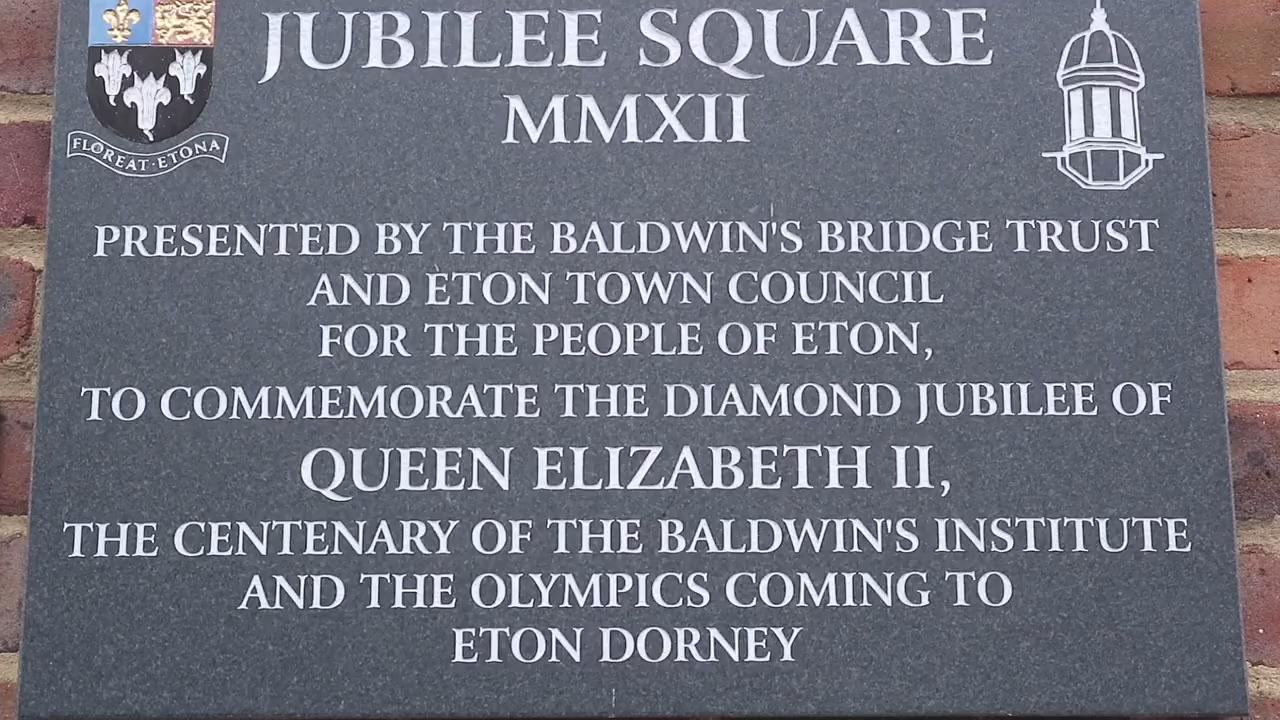 JUBILEE SQUARE
MMXII
FLOREAT·ETONA
PRESENTED BY THE BALDWIN'S BRIDGE TRUST
AND ETON TOWN COUNCIL
FOR THE PEOPLE OF ETON,
TO COMMEMORATE THE DIAMOND JUBILEE OF
QUEEN ELIZABETH II,
THE CENTENARY OF THE BALDWIN'S INSTITUTE
AND THE OLYMPICS COMING TO
ETON DORNEY